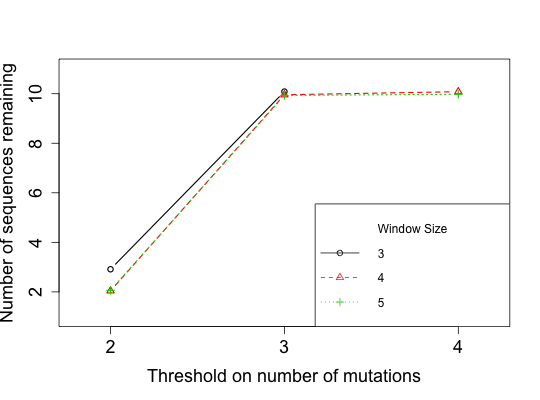 Number of sequences remaining
10
8
6
4
2
Window Size
3
4
5
2 3 4
Threshold on number of mutations